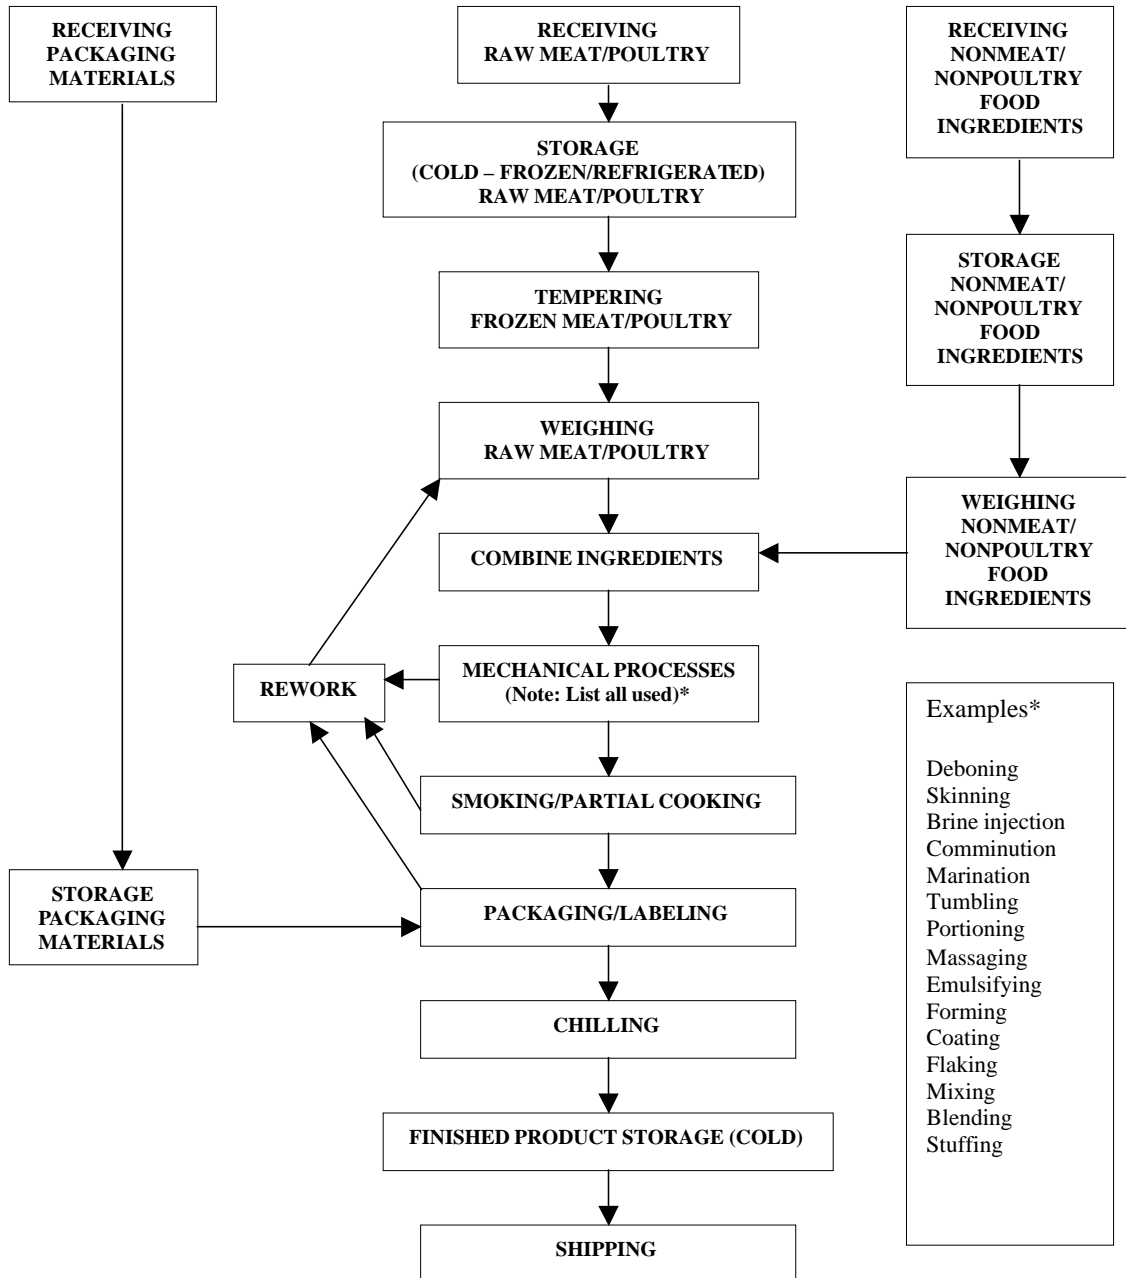 RECEIVING
PACKAGING
MATERIALS
RECEIVING
RAW MEAT/POULTRY
RECEIVING
NONMEAT/
NONPOULTRY
FOOD
INGREDIENTS
STORAGE
(COLD – FROZEN/REFRIGERATED)
RAW MEAT/POULTRY
STORAGE
NONMEAT/
NONPOULTRY
FOOD
INGREDIENTS
TEMPERING
FROZEN MEAT/POULTRY
WEIGHING
RAW MEAT/POULTRY
WEIGHING
NONMEAT/
NONPOULTRY
FOOD
INGREDIENTS
COMBINE INGREDIENTS
MECHANICAL PROCESSES
(Note: List all used)*
REWORK
SMOKING/PARTIAL COOKING
STORAGE
PACKAGING
MATERIALS
PACKAGING/LABELING
CHILLING
FINISHED PRODUCT STORAGE (COLD)
SHIPPING
Examples*
Deboning
Skinning
Brine injection
Comminution
Marination
Tumbling
Portioning
Massaging
Emulsifying
Forming
Coating
Flaking
Mixing
Blending
Stuffing